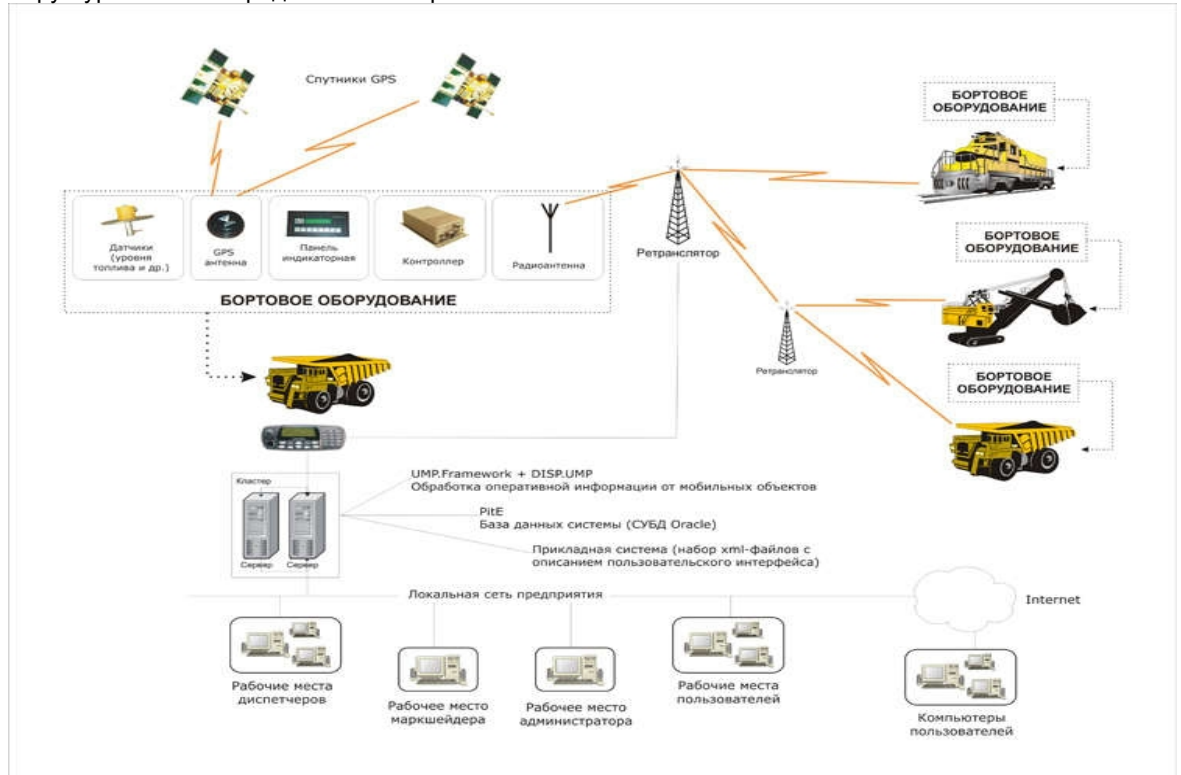 Спутники GPS
БОРТОВОЕ
ОБОРУДОВАНИЕ
Датчики
(уровня
топлива и др.)
GPS
антенна
Панель
индикаторная
Контроллер
Радиоантенна
БОРТОВОЕ ОБОРУДОВАНИЕ
Ретранслятор
БОРТОВОЕ
ОБОРУДОВАНИЕ
Ретранслятор
БОРТОВОЕ
ОБОРУДОВАНИЕ
Кластер
Сервер
Сервер
UMP.Framework + DISP.UMP
Обработка оперативной информации от мобильных объектов
PitE
База данных системы (СУБД Oracle)
Прикладная система (набор xml-файлов с
описанием пользовательского интерфейса)
Локальная сеть предприятия
Internet
Рабочие места
диспетчеров
Рабочее место
маркшейдера
Рабочее место
администратора
Рабочие места
пользователей
Компьютеры
пользователей